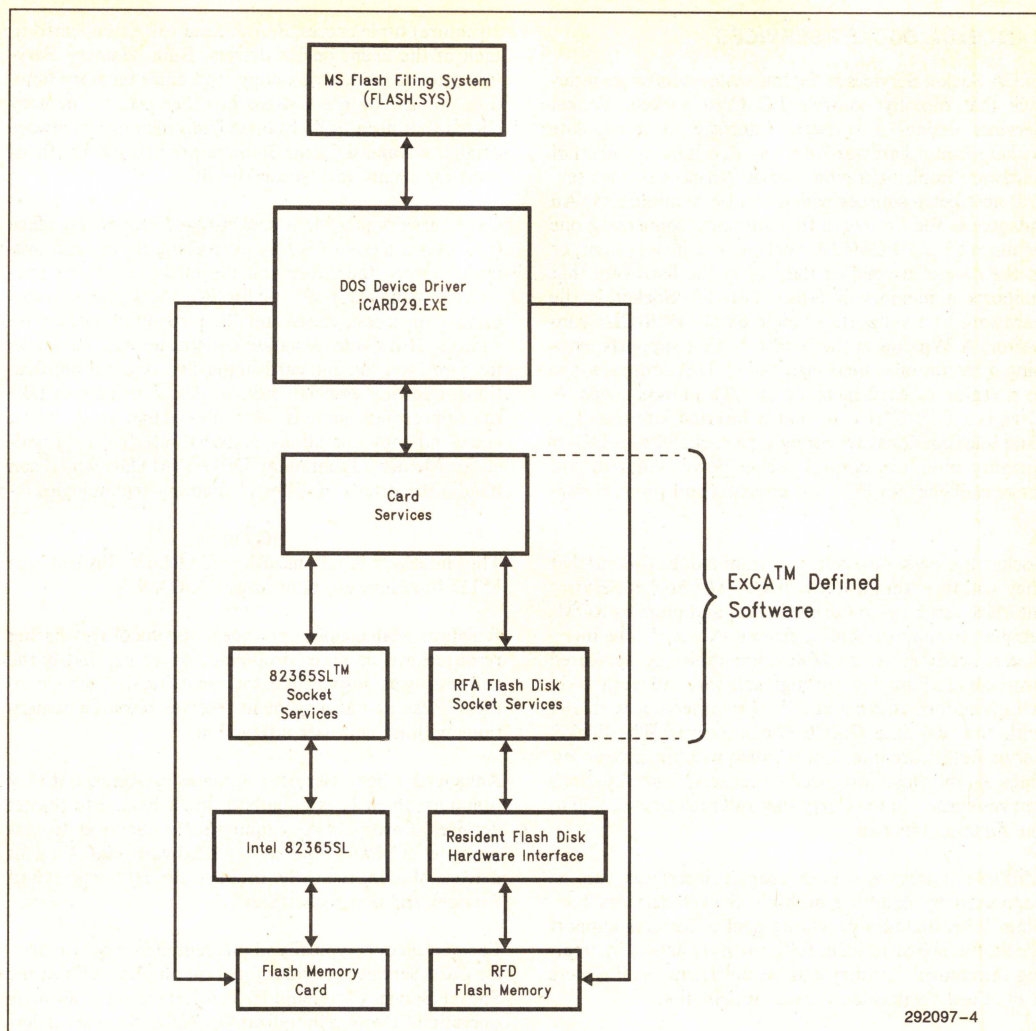 MS Flash Filing System
(FLASH.SYS)
DOS Device Driver
iCARD29.EXE
Card
Services
ExCA™ Defined
Software
82365SL™
Socket
Services
RFA Flash Disk
Socket Services
Intel 82365SL
Resident Flash Disk
Hardware Interface
Flash Memory
Card
RFD
Flash Memory
292097-4